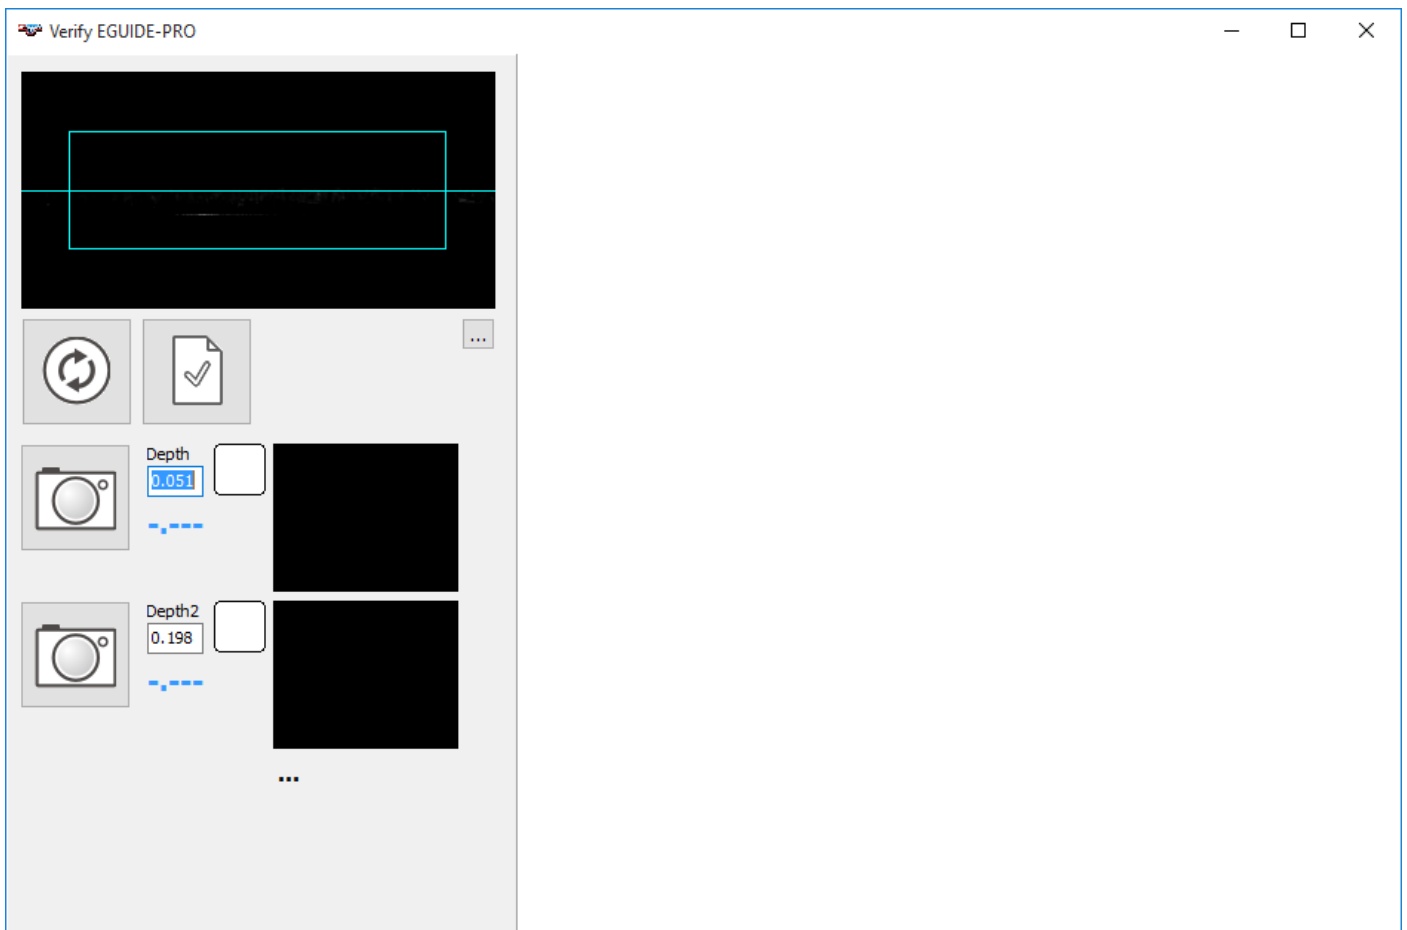 Verify EGUIDE-PRO
...
Depth
0.051
-.---
Depth2
0.198
-.---
...